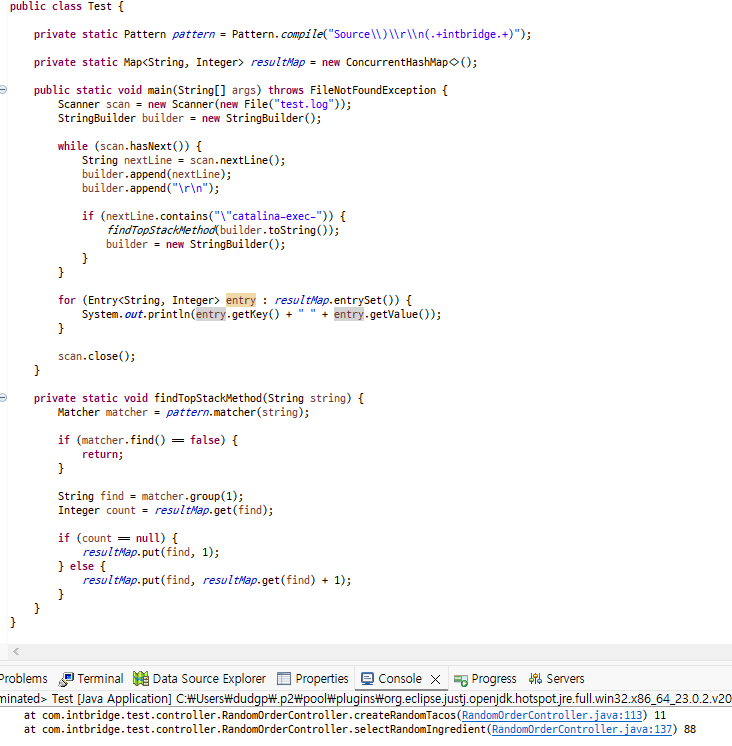 public class Test {
private static Pattern pattern = Pattern.compile("Source\\)\\r\\n(.+intbridge.+)");
private static Map<String, Integer> resultMap = new ConcurrentHashMap<>();
public static void main(String[] args) throws FileNotFoundException {
Scanner scan = new Scanner(new File("test.log"));
StringBuilder builder = new StringBuilder();
while (scan.hasNext()) {
String nextLine = scan.nextLine();
builder.append(nextLine);
builder.append("\r\n");
if (nextLine.contains("\"catalina-exec-")) {
findTopStackMethod(builder.toString());
builder = new StringBuilder();
}
}
for (Entry<String, Integer> entry : resultMap.entrySet()) {
System.out.println(entry.getKey() + " " + entry.getValue());
}
scan.close();
}
private static void findTopStackMethod(String string) {
Matcher matcher = pattern.matcher(string);
if (matcher.find() == false) {
return;
}
String find = matcher.group(1);
Integer count = resultMap.get(find);
if (count == null) {
resultMap.put(find, 1);
} else {
resultMap.put(find, resultMap.get(find) + 1);
}
}
}
Problems Terminal Data Source Explorer Properties Console Progress Servers
minated> Test [Java Application] C:₩Users₩dudgp₩.p2₩pool₩plugins₩org.eclipse.justj.openjdk.hotspot.jre.full.win32.x86_64_23.0.2.v20
at com.intbridge.test.controller.RandomOrderController.createRandomTacos(RandomOrderController.java:113) 11
at com.intbridge.test.controller.RandomOrderController.selectRandomIngredient(RandomOrderController.java:137) 88